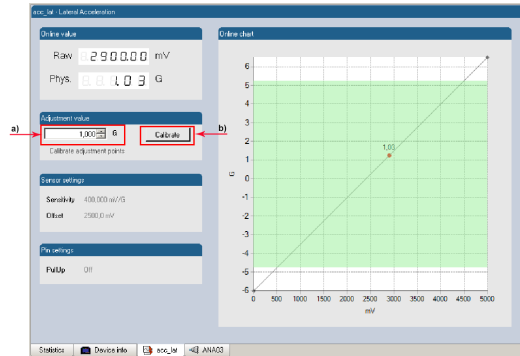 acc_lat - Lateral Acceleration
Online value
Raw 2900.00 mV
Phys. 1.03 G
Adjustment value
a)
1,000 G
Calibrate
b)
Calibrate adjustment points
Sensor settings
Sensitivity 400,000 mV/G
Offset 2500,0 mV
Pin settings
PullUp Off
Online chart
6
5
4
3
2
1
0
-1
-2
-3
-4
-5
-6
G
1,00
0 500 1000 1500 2000 2500 3000 3500 4000 4500 5000
mV
Statistics Device info acc_lat ANA03